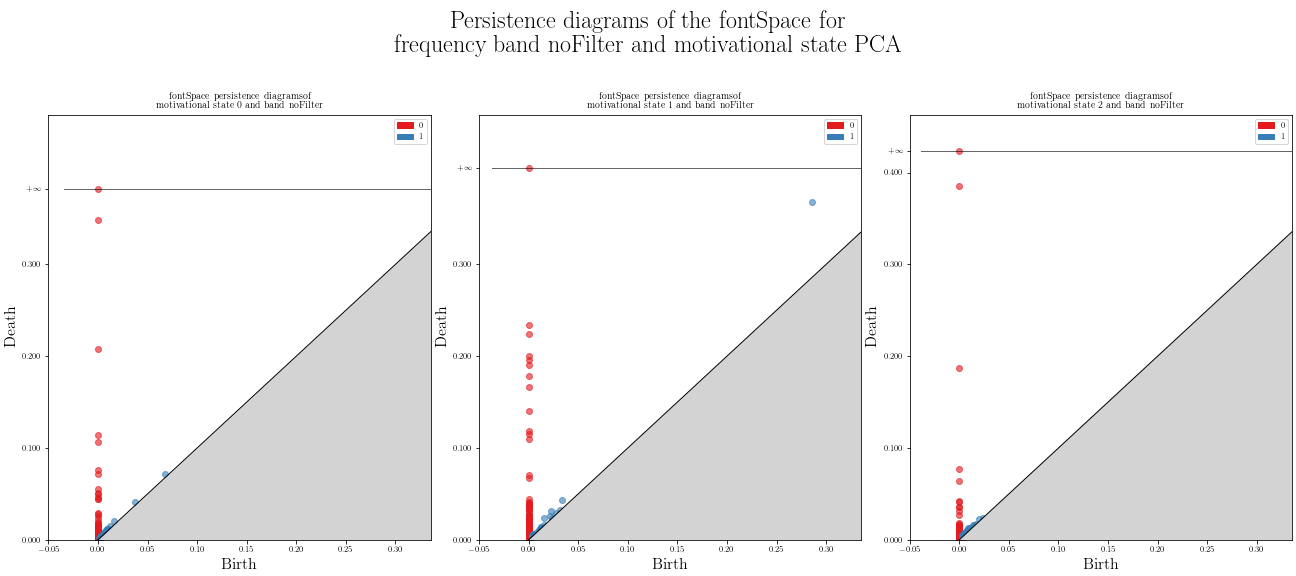 Persistence diagrams of the fontSpace for
frequency band noFilter and motivational state PCA
fontSpace persistence diagramsof
motivational state 0 and band noFilter
0
1
+∞
0.300
0.200
0.100
0.000
Death
−0.05 0.00 0.05 0.10 0.15 0.20 0.25 0.30
Birth
fontSpace persistence diagramsof
motivational state 1 and band noFilter
0
1
+∞
0.300
0.200
0.100
0.000
Death
−0.05 0.00 0.05 0.10 0.15 0.20 0.25 0.30
Birth
fontSpace persistence diagramsof
motivational state 2 and band noFilter
0
1
+∞
0.400
0.300
0.200
0.100
0.000
Death
−0.05 0.00 0.05 0.10 0.15 0.20 0.25 0.30
Birth